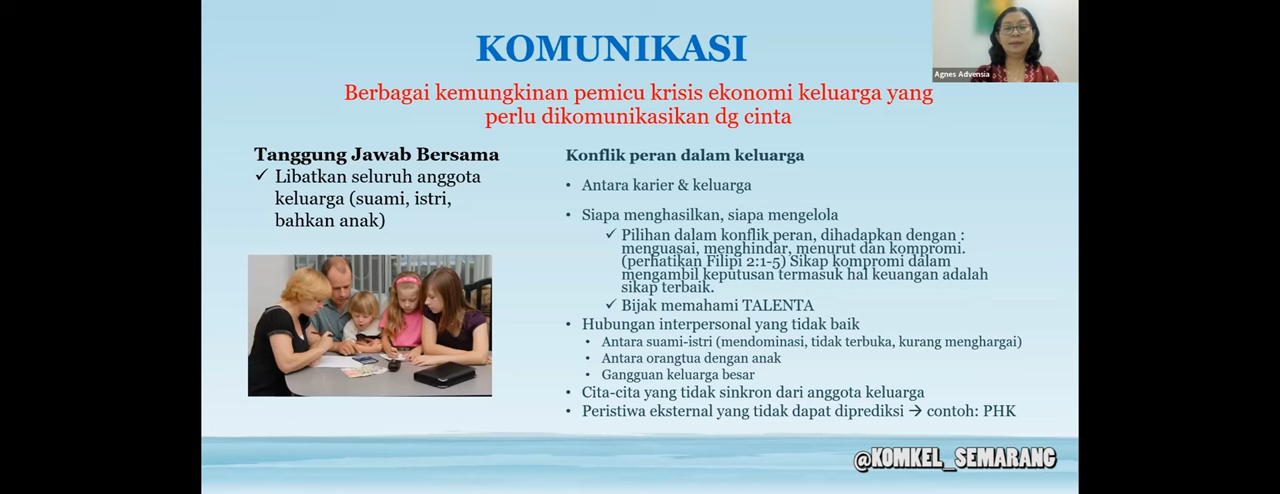 KOMUNIKASI
Agnes Advensia
Berbagai kemungkinan pemicu krisis ekonomi keluarga yang
perlu dikomunikasikan dg cinta
Tanggung Jawab Bersama
✓ Libatkan seluruh anggota
keluarga (suami, istri,
bahkan anak)
Konflik peran dalam keluarga
• Antara karier & keluarga
• Siapa menghasilkan, siapa mengelola
✓ Pilihan dalam konflik peran, dihadapkan dengan :
menguasai, menghindar, menurut dan kompromi.
(perhatikan Filipi 2:1-5) Sikap kompromi dalam
mengambil keputusan termasuk hal keuangan adalah
sikap terbaik.
✓ Bijak memahami TALENTA
• Hubungan interpersonal yang tidak baik
• Antara suami-istri (mendominasi, tidak terbuka, kurang menghargai)
• Antara orangtua dengan anak
• Gangguan keluarga besar
• Cita-cita yang tidak sinkron dari anggota keluarga
• Peristiwa eksternal yang tidak dapat diprediksi → contoh: PHK
@KOMKEL_SEMARANG